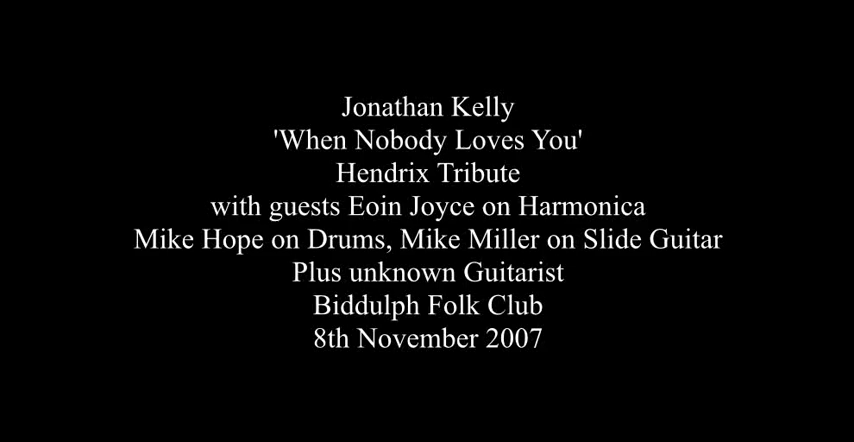 Jonathan Kelly
'When Nobody Loves You'
Hendrix Tribute
with guests Eoin Joyce on Harmonica
Mike Hope on Drums, Mike Miller on Slide Guitar
Plus unknown Guitarist
Biddulph Folk Club
8th November 2007